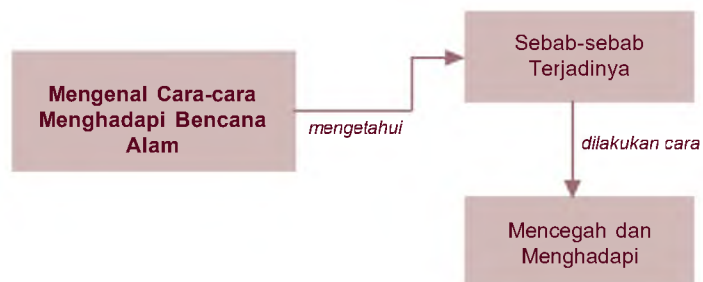 Mengenal Cara-cara
Menghadapi Bencana
Alam
mengetahui
Sebab-sebab
Terjadinya
dilakukan cara
Mencegah dan
Menghadapi